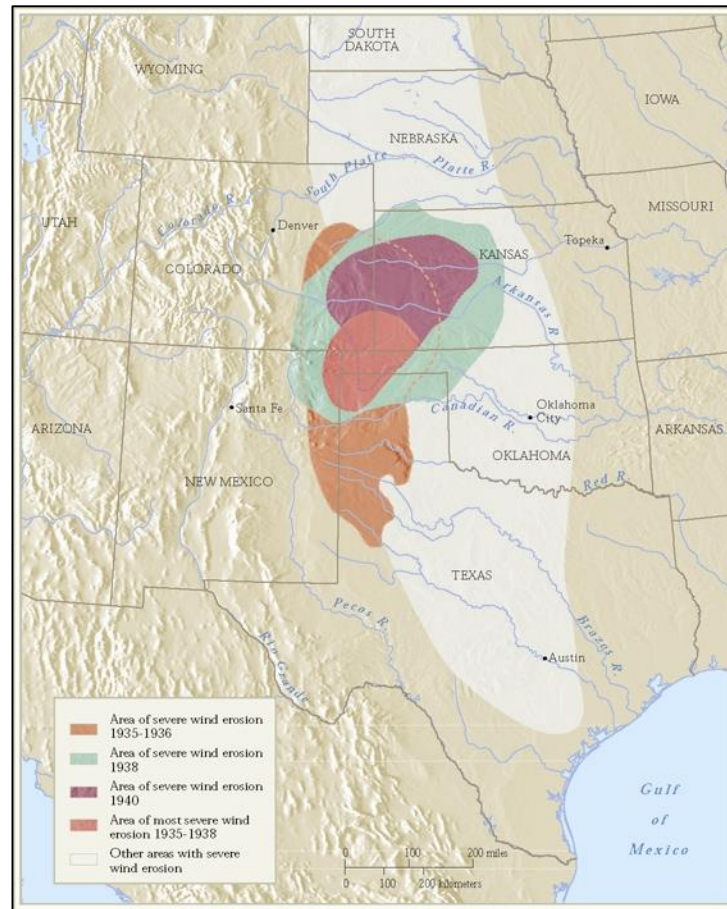 SOUTH
DAKOTA
WYOMING
IOWA
NEBRASKA
South Platte
Platte R.
UTAH
Colorado R.
Denver
MISSOURI
KANSAS
Topeka
COLORADO
Arkansas R.
Santa Fe
Canadian R.
Oklahoma
City
ARIZONA
ARKANSAS
OKLAHOMA
NEW MEXICO
Red R.
TEXAS
Pecos R.
Brazos R.
Rio Grande
Austin
Area of severe wind erosion
1935-1936
Area of severe wind erosion
1938
Area of severe wind erosion
1940
Area of most severe wind
erosion 1935-1938
Other areas with severe
wind erosion
0 100 200 miles
0 100 200 kilometers
Gulf
of
Mexico